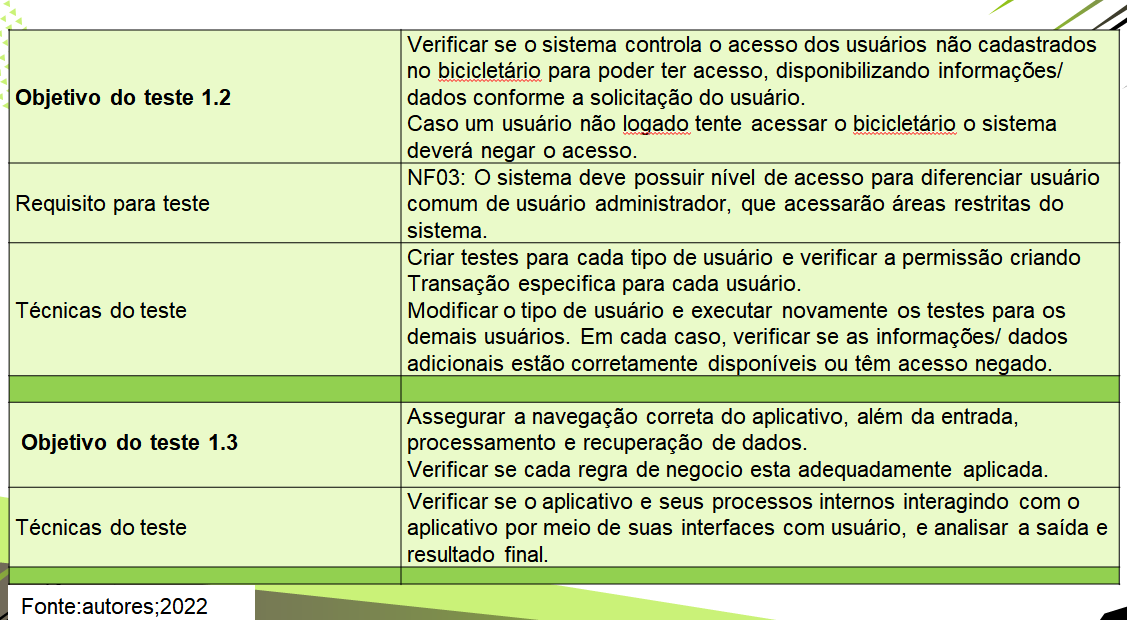 Objetivo do teste 1.2
Verificar se o sistema controla o acesso dos usuários não cadastrados
no bicicletário para poder ter acesso, disponibilizando informações/
dados conforme a solicitação do usuário.
Caso um usuário não logado tente acessar o bicicletário o sistema
deverá negar o acesso.
Requisito para teste
NF03: O sistema deve possuir nível de acesso para diferenciar usuário
comum de usuário administrador, que acessarão áreas restritas do
sistema.
Técnicas do teste
Criar testes para cada tipo de usuário e verificar a permissão criando
Transação especifica para cada usuário.
Modificar o tipo de usuário e executar novamente os testes para os
demais usuários. Em cada caso, verificar se as informações/ dados
adicionais estão corretamente disponíveis ou têm acesso negado.
Objetivo do teste 1.3
Assegurar a navegação correta do aplicativo, além da entrada,
processamento e recuperação de dados.
Verificar se cada regra de negocio esta adequadamente aplicada.
Técnicas do teste
Verificar se o aplicativo e seus processos internos interagindo com o
aplicativo por meio de suas interfaces com usuário, e analisar a saída e
resultado final.
Fonte:autores;2022